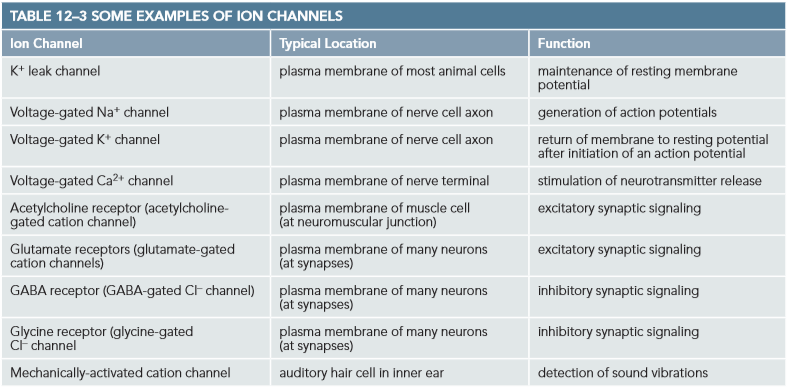 TABLE 12–3 SOME EXAMPLES OF ION CHANNELS
Ion Channel Typical Location Function
K+ leak channel plasma membrane of most animal cells maintenance of resting membrane
potential
Voltage-gated Na+ channel plasma membrane of nerve cell axon generation of action potentials
Voltage-gated K+ channel plasma membrane of nerve cell axon return of membrane to resting potential
after initiation of an action potential
Voltage-gated Ca2+ channel plasma membrane of nerve terminal stimulation of neurotransmitter release
Acetylcholine receptor (acetylcholine-
gated cation channel)
plasma membrane of muscle cell
(at neuromuscular junction)
excitatory synaptic signaling
Glutamate receptors (glutamate-gated
cation channels)
plasma membrane of many neurons
(at synapses)
excitatory synaptic signaling
GABA receptor (GABA-gated Cl– channel) plasma membrane of many neurons
(at synapses)
inhibitory synaptic signaling
Glycine receptor (glycine-gated
Cl– channel
plasma membrane of many neurons
(at synapses)
inhibitory synaptic signaling
Mechanically-activated cation channel auditory hair cell in inner ear detection of sound vibrations